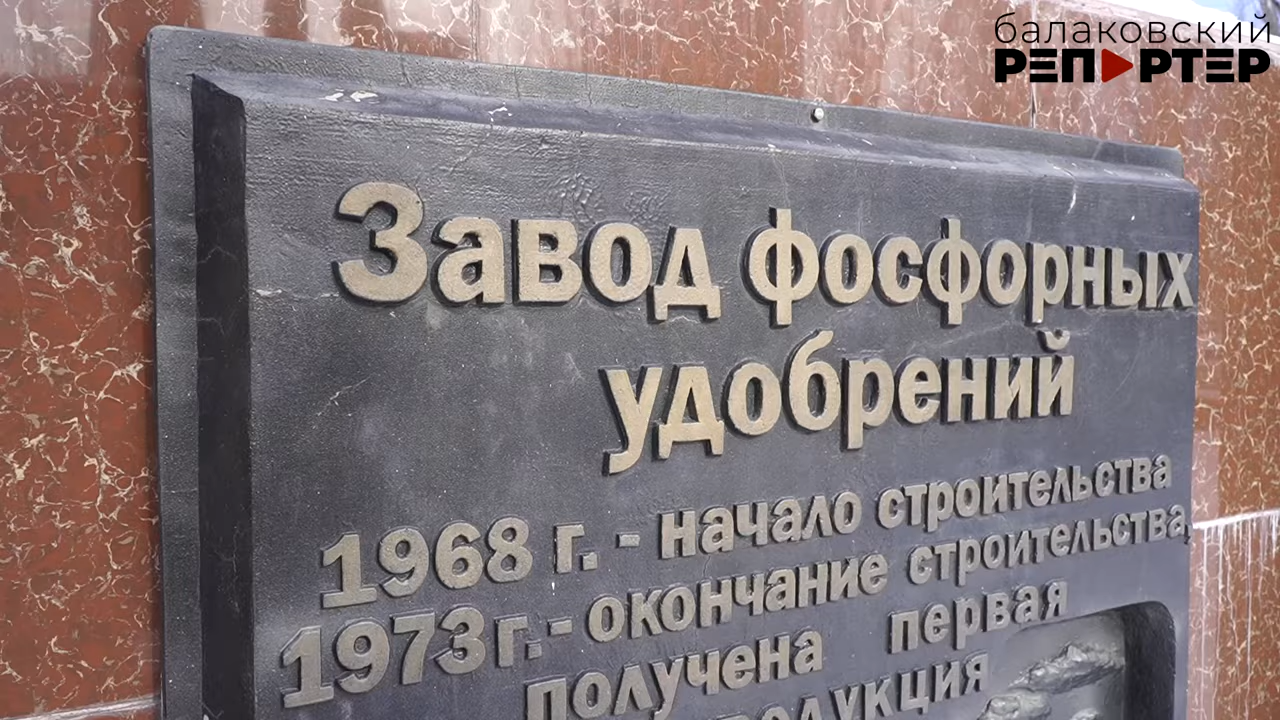 балаковский
РЕПОРТЕР
Завод фосфорных
удобрений
1968 г. - начало строительства
1973г.- окончание строительства,
получена первая
продукция